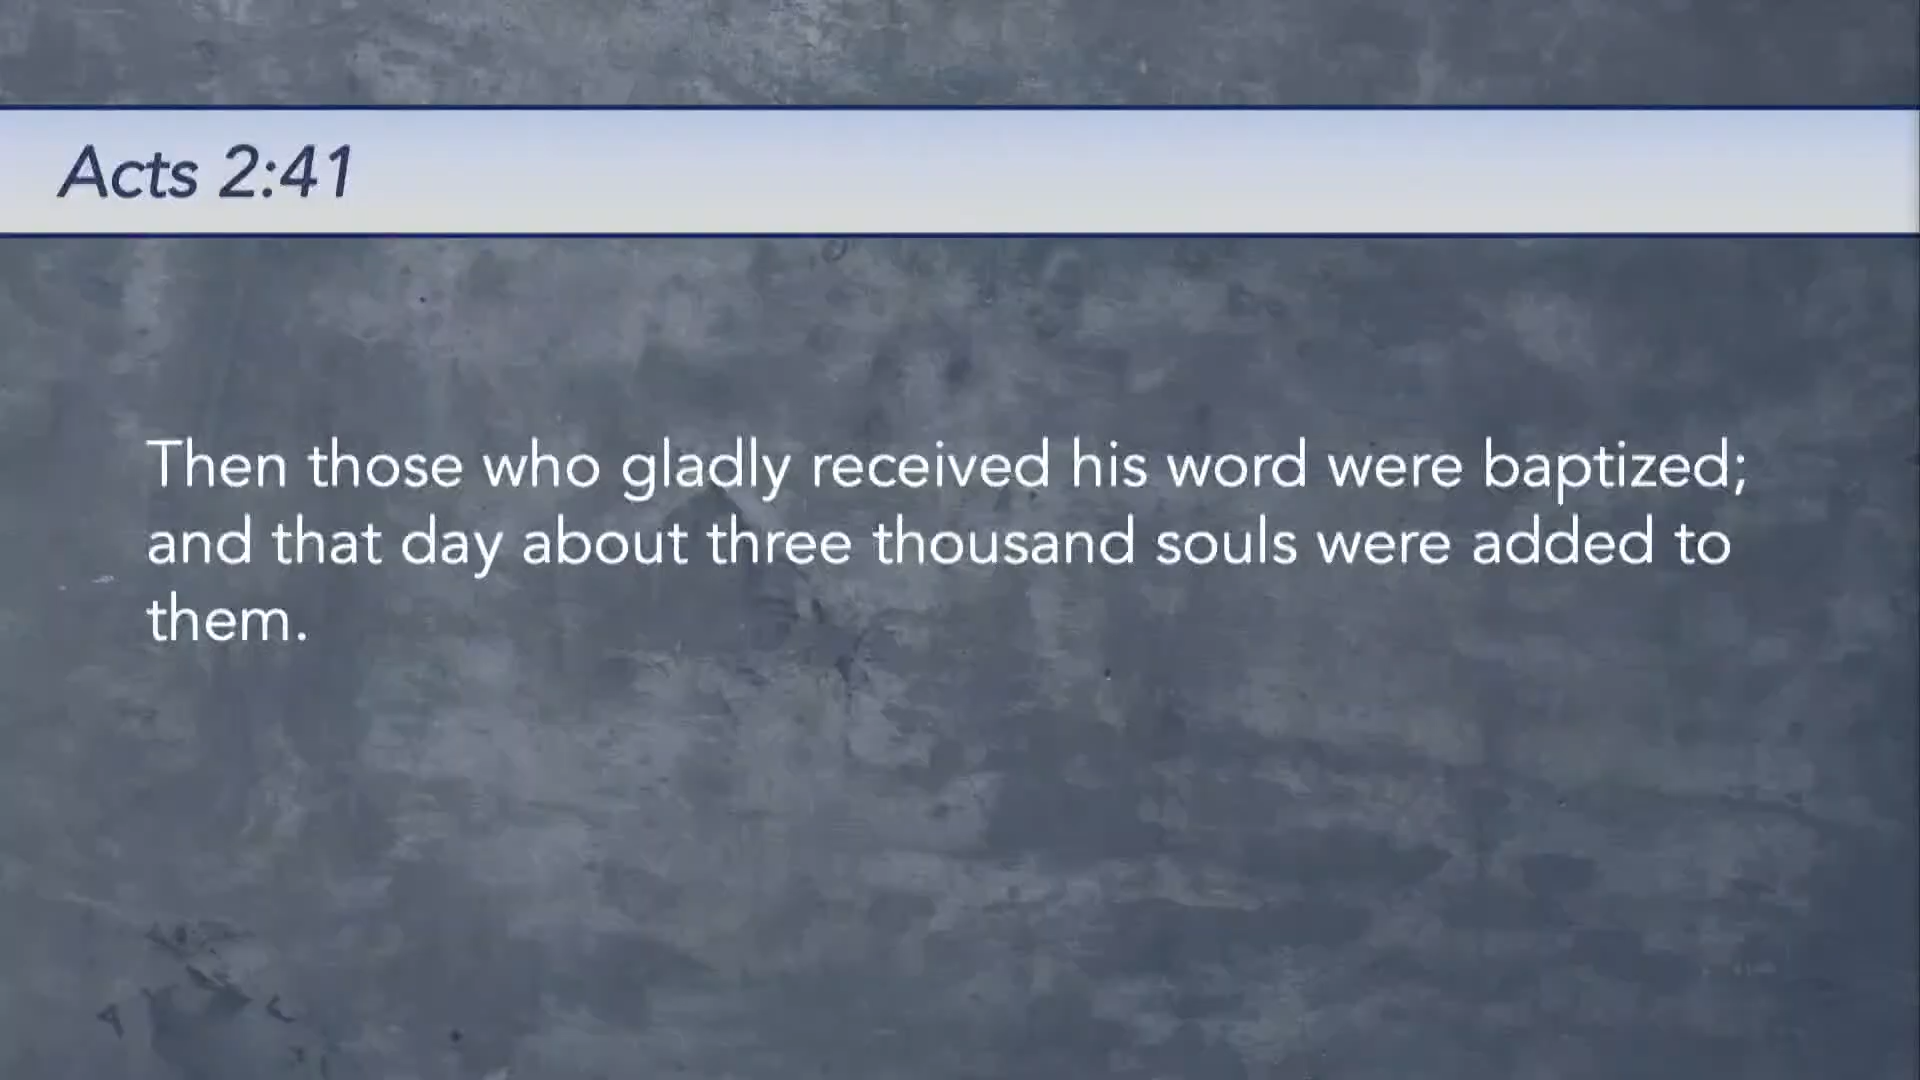 Acts 2:41
Then those who gladly received his word were baptized;
and that day about three thousand souls were added to
them.